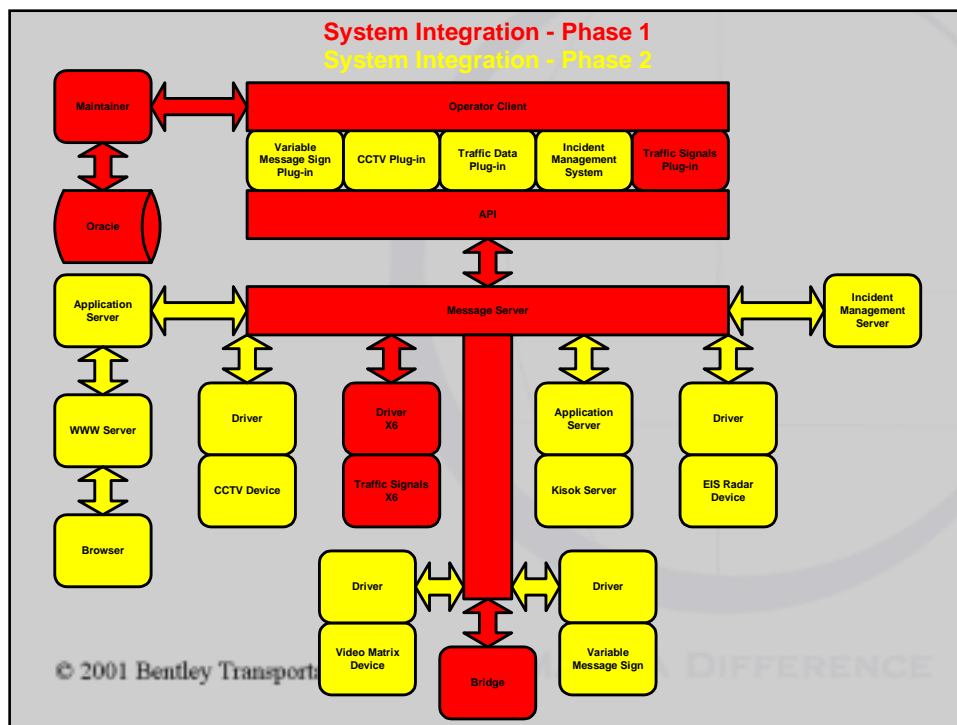 System Integration - Phase 1
System Integration - Phase 2
Maintainer
Operator Client
Variable
Message Sign
Plug-in
CCTV Plug-in
Traffic Data
Plug-in
Incident
Management
System
Traffic Signals
Plug-in
Oracle
API
Application
Server
Message Server
Incident
Management
Server
WWW Server
Driver
Driver
X6
Application
Server
Driver
CCTV Device
Traffic Signals
X6
Kisok Server
EIS Radar
Device
Browser
Driver
Driver
Video Matrix
Device
Variable
Message Sign
Bridge
© 2001 Bentley Transporta
A DIFFERENCE